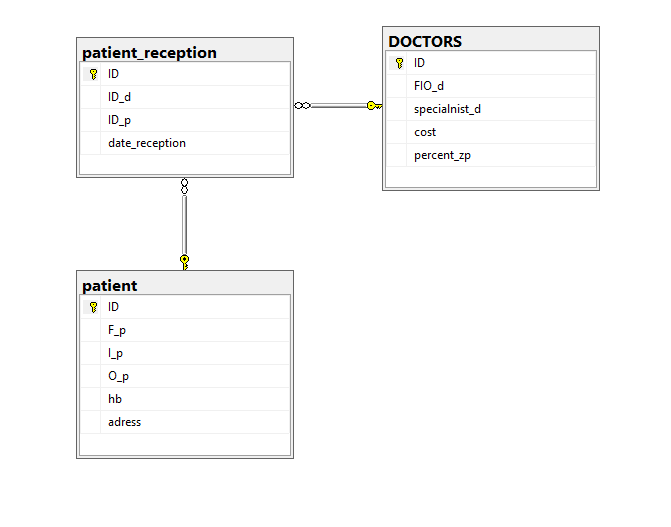 patient_reception
ID
ID_d
ID_p
date_reception
DOCTORS
ID
FIO_d
specialnist_d
cost
percent_zp
patient
ID
F_p
I_p
O_p
hb
adress